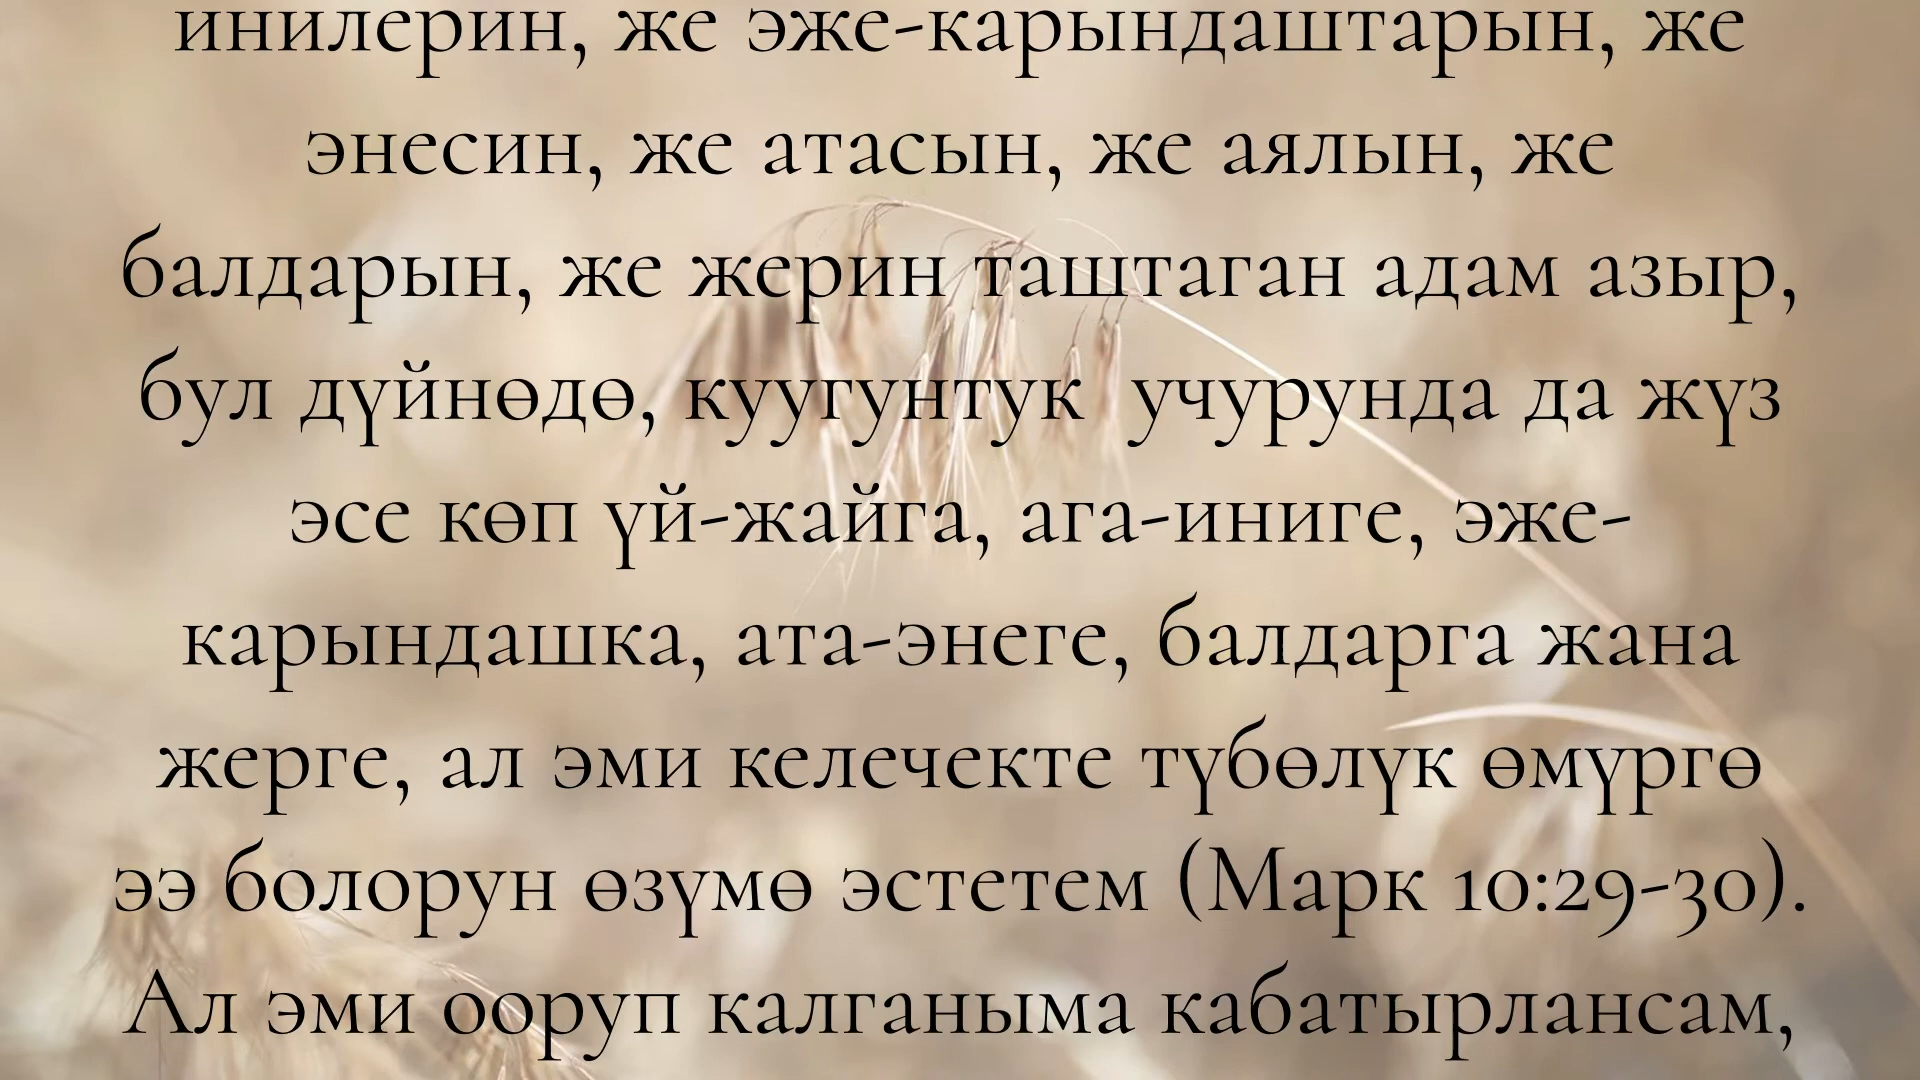 инилерин, же эже-карындаштарын, же
энесин, же атасын, же аялын, же
балдарын, же жерин таштаган адам азыр,
бул дүйнөдө, куугунтук учурунда да жүз
эсе көп үй-жайга, ага-иниге, эже-
карындашка, ата-энеге, балдарга жана
жерге, ал эми келечекте түбөлүк өмүргө
ээ болорун өзүмө эстетем (Марк 10:29-30).
Ал эми ооруп калганыма кабатырлансам,